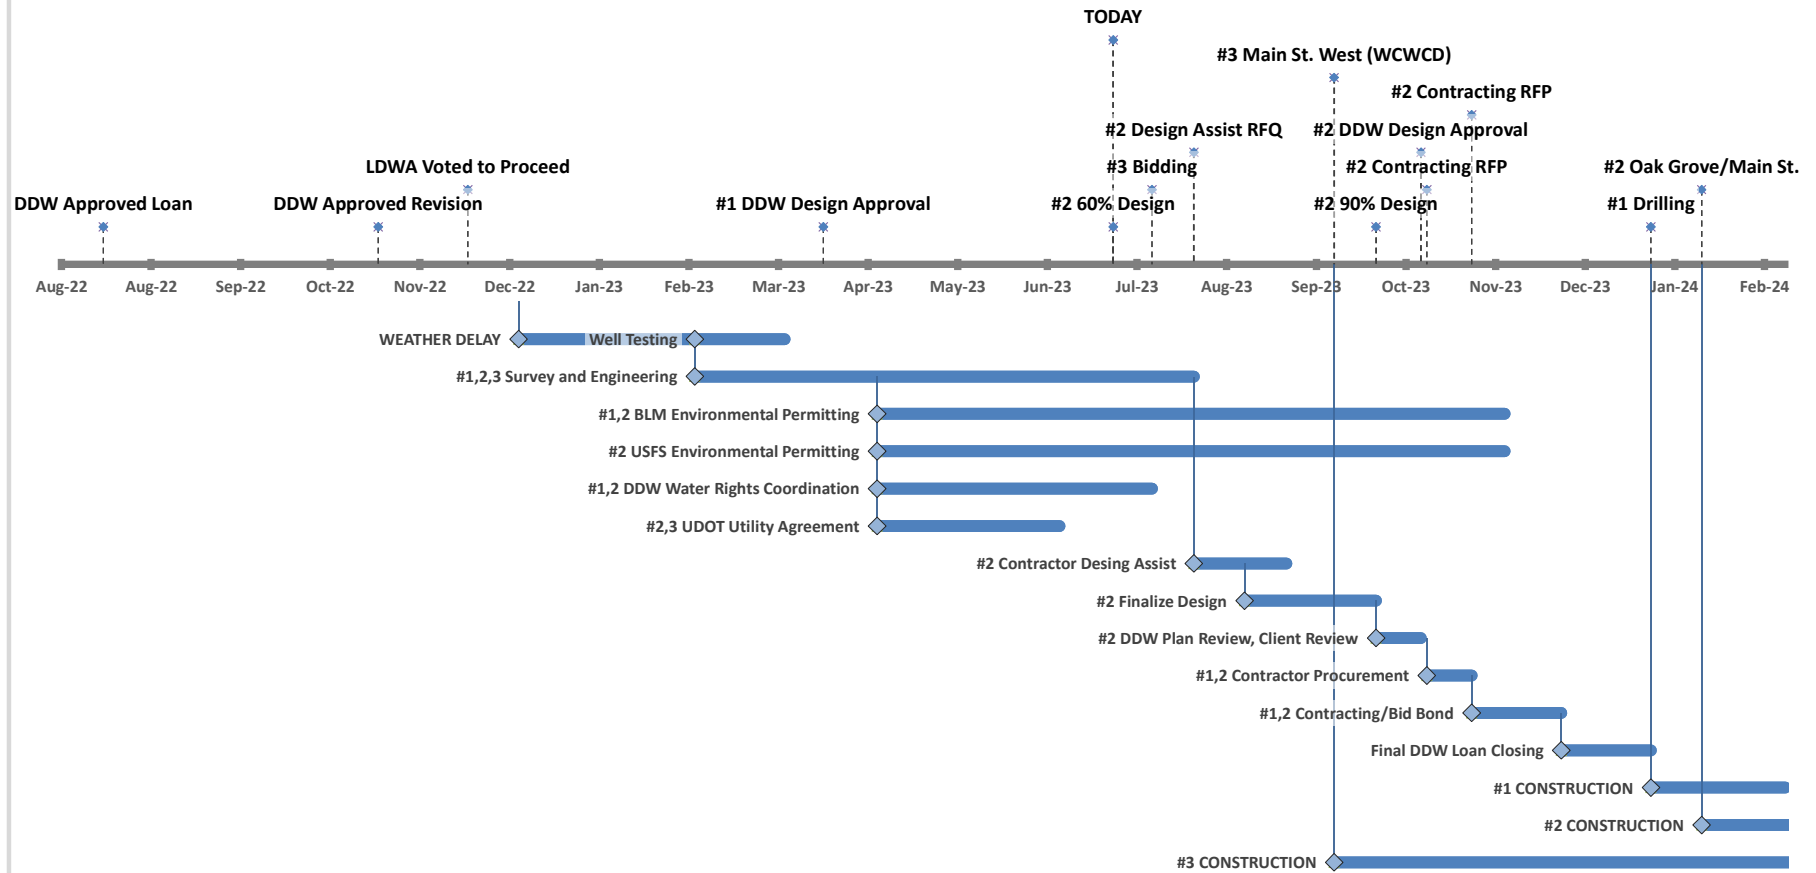 TODAY
#3 Main St. West (WCWCD)
#2 Contracting RFP
#2 Design Assist RFQ
#2 DDW Design Approval
LDWA Voted to Proceed
#3 Bidding
#2 Contracting RFP
#2 Oak Grove/Main St.
DDW Approved Loan
DDW Approved Revision
#1 DDW Design Approval
#2 60% Design
#2 90% Design
#1 Drilling
Aug-22 Aug-22 Sep-22 Oct-22 Nov-22 Dec-22 Jan-23 Feb-23 Mar-23 Apr-23 May-23 Jun-23 Jul-23 Aug-23 Sep-23 Oct-23 Nov-23 Dec-23 Jan-24 Feb-24
WEATHER DELAY Well Testing
#1,2,3 Survey and Engineering
#1,2 BLM Environmental Permitting
#2 USFS Environmental Permitting
#1,2 DDW Water Rights Coordination
#2,3 UDOT Utility Agreement
#2 Contractor Desing Assist
#2 Finalize Design
#2 DDW Plan Review, Client Review
#1,2 Contractor Procurement
#1,2 Contracting/Bid Bond
Final DDW Loan Closing
#1 CONSTRUCTION
#2 CONSTRUCTION
#3 CONSTRUCTION